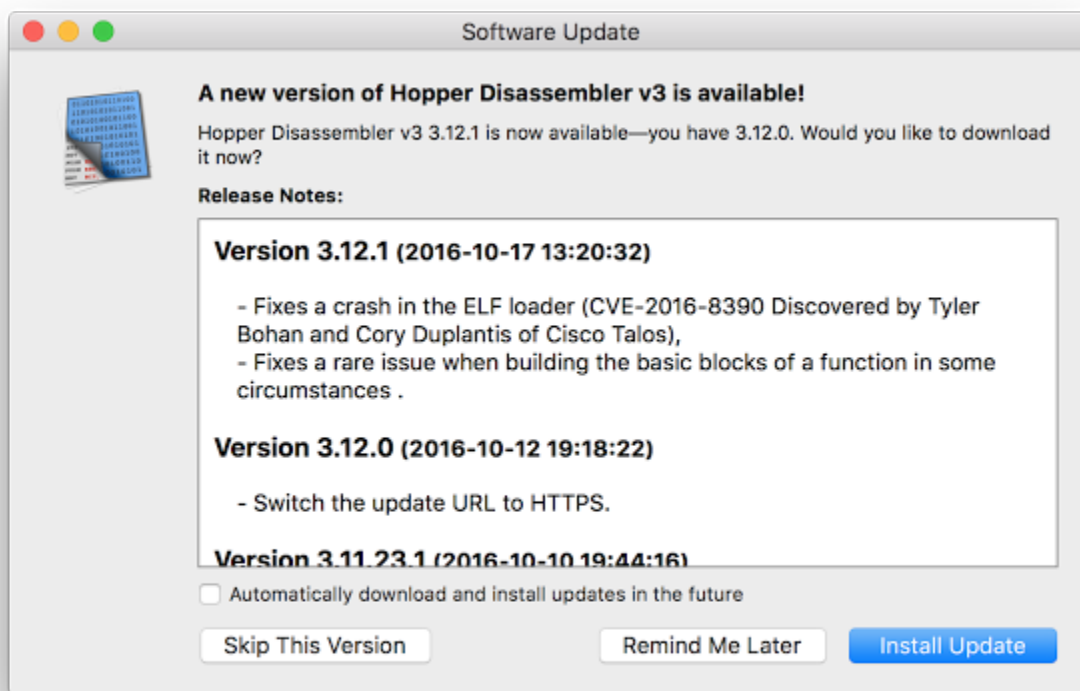 Software Update
A new version of Hopper Disassembler v3 is available!
Hopper Disassembler v3 3.12.1 is now available—you have 3.12.0. Would you like to download
it now?
Release Notes:
Version 3.12.1 (2016-10-17 13:20:32)
- Fixes a crash in the ELF loader (CVE-2016-8390 Discovered by Tyler
Bohan and Cory Duplantis of Cisco Talos),
- Fixes a rare issue when building the basic blocks of a function in some
circumstances .
Version 3.12.0 (2016-10-12 19:18:22)
- Switch the update URL to HTTPS.
Version 3.11.23.1 (2016-10-10 19:44:16)
Automatically download and install updates in the future
Skip This Version
Remind Me Later
Install Update